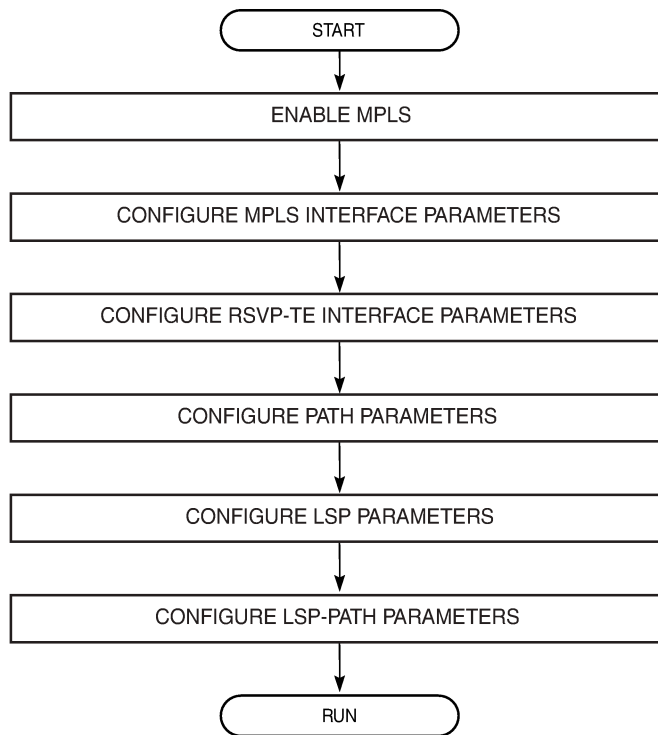 START
ENABLE MPLS
CONFIGURE MPLS INTERFACE PARAMETERS
CONFIGURE RSVP-TE INTERFACE PARAMETERS
CONFIGURE PATH PARAMETERS
CONFIGURE LSP PARAMETERS
CONFIGURE LSP-PATH PARAMETERS
RUN